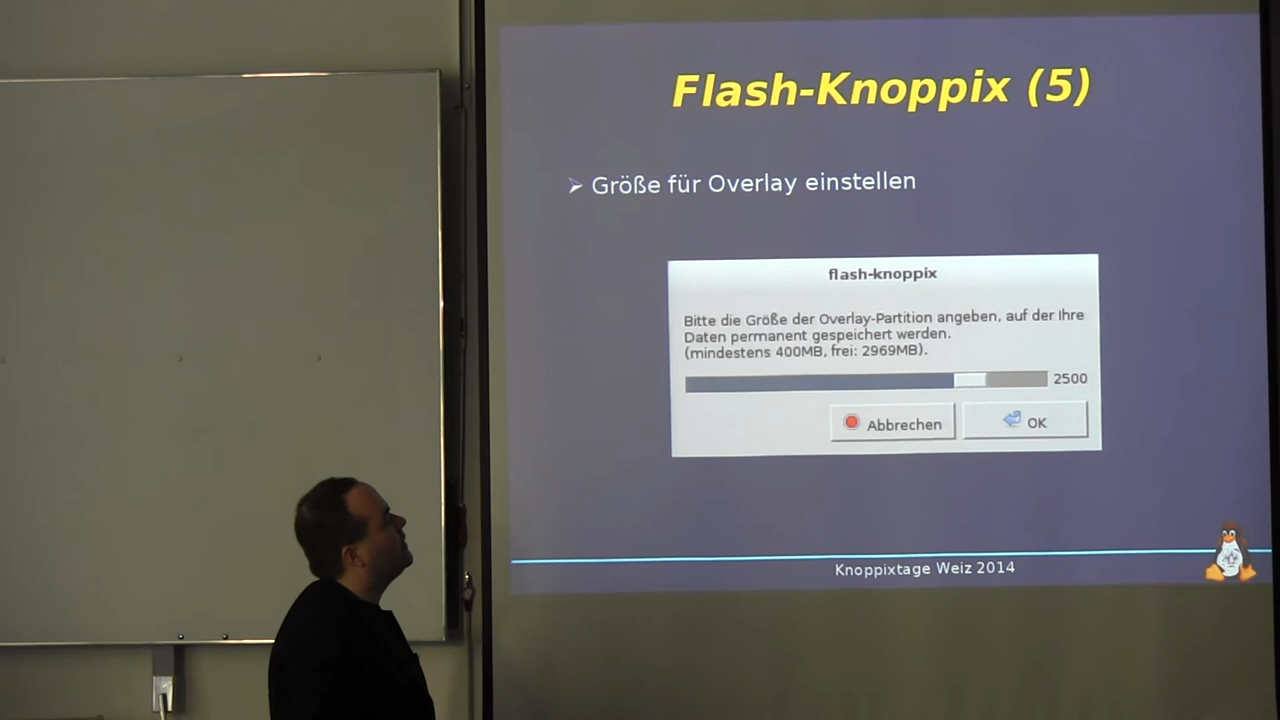 Flash-Knoppix (5)
Größe für Overlay einstellen
flash-knoppix
Bitte die Größe der Overlay-Partition angeben, auf der Ihre
Daten permanent gespeichert werden.
(mindestens 400MB, frei: 2969MB).
2500
Abbrechen
OK
Knoppixtage Weiz 2014